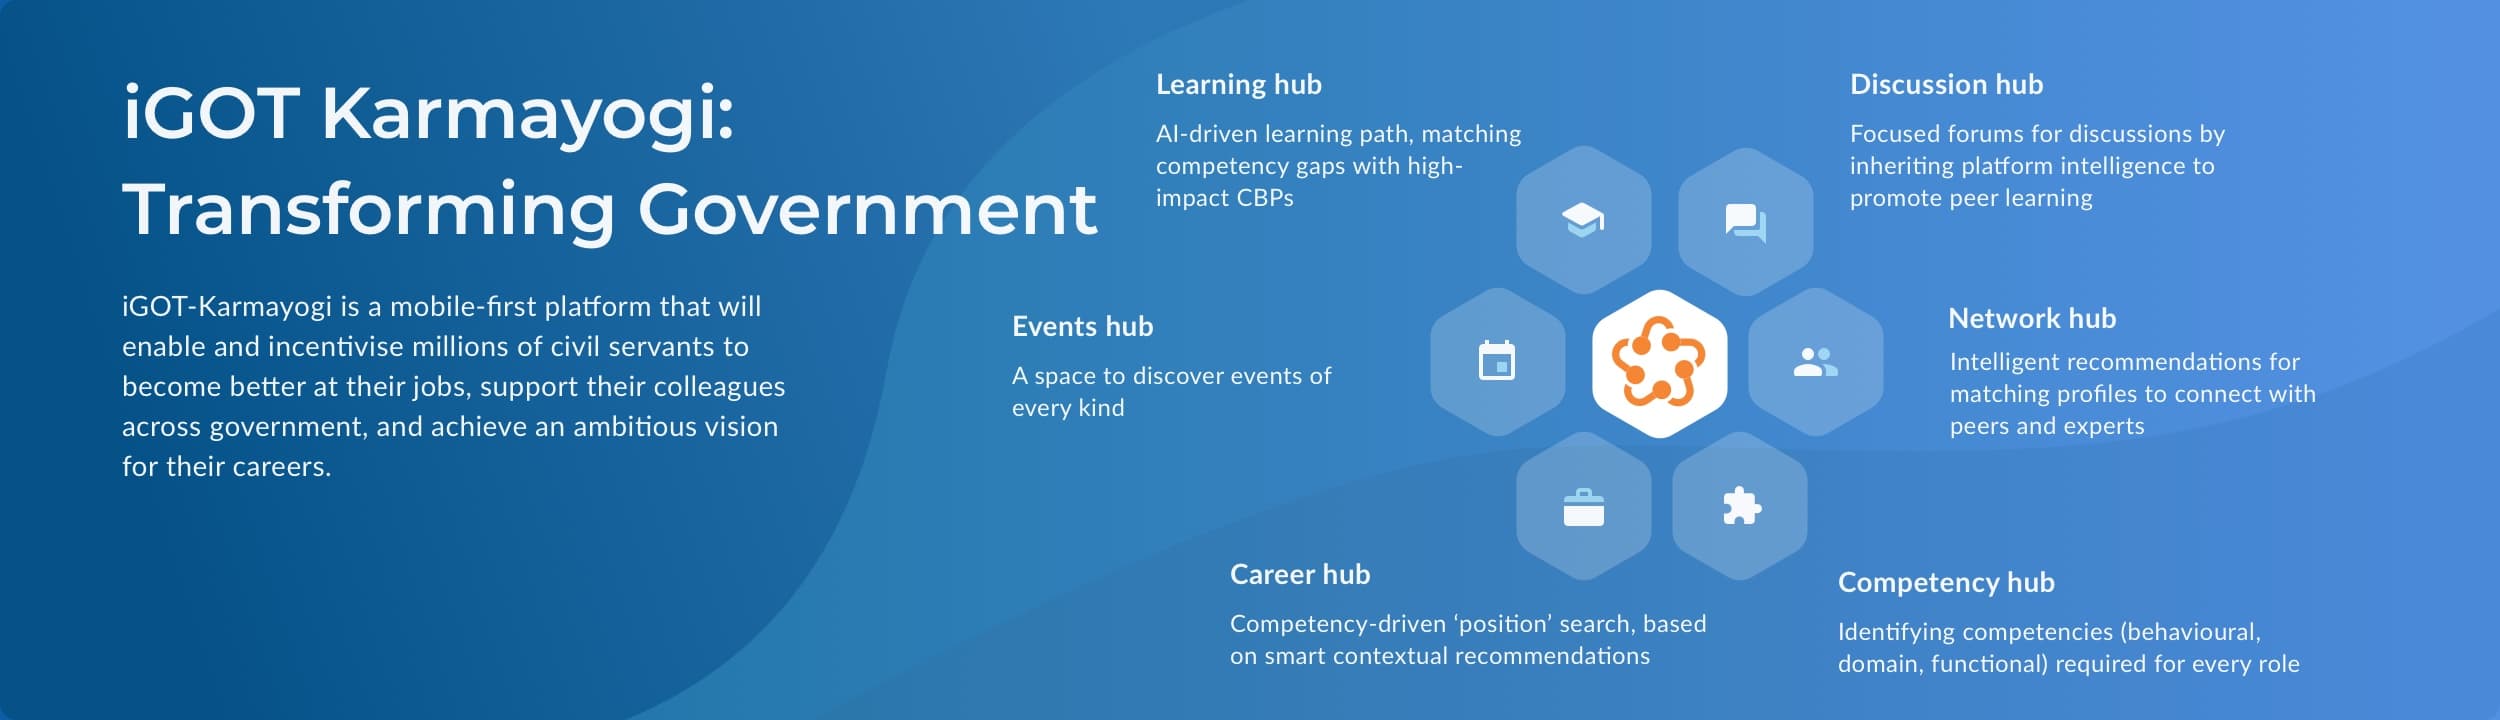 iGOT Karmayogi:
Transforming Government
iGOT-Karmayogi is a mobile-first platform that will
enable and incentivise millions of civil servants to
become better at their jobs, support their colleagues
across government, and achieve an ambitious vision
for their careers.
Learning hub
AI-driven learning path, matching
competency gaps with high-
impact CBPs
Discussion hub
Focused forums for discussions by
inheriting platform intelligence to
promote peer learning
Events hub
A space to discover events of
every kind
Network hub
Intelligent recommendations for
matching profiles to connect with
peers and experts
Career hub
Competency-driven ‘position’ search, based
on smart contextual recommendations
Competency hub
Identifying competencies (behavioural,
domain, functional) required for every role